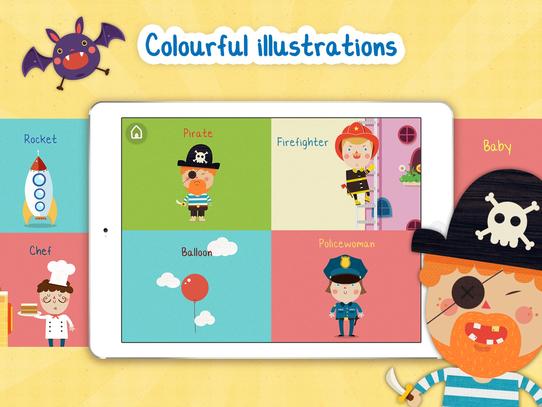 Colourful illustrations
Rocket
Pirate
Firefighter
Baby
Chef
Balloon
Policewoman